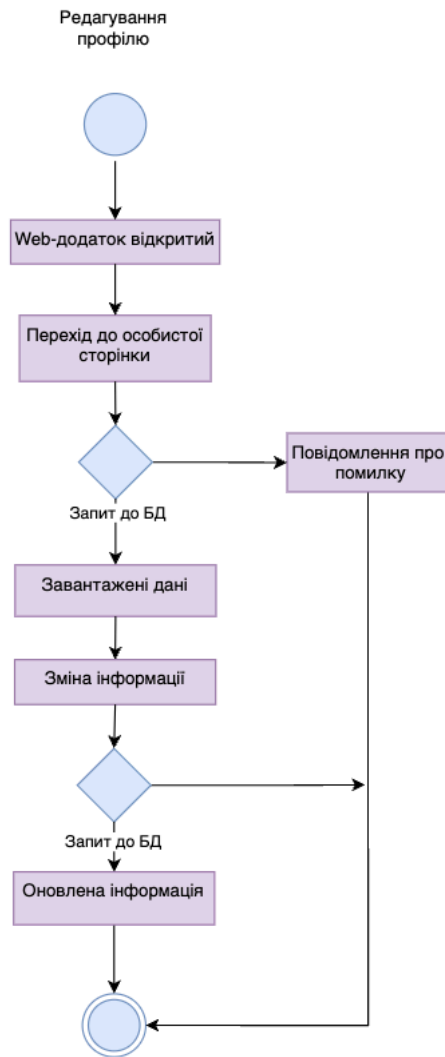 Редагування
профілю
Web-додаток відкритий
Перехід до особистої
сторінки
Повідомлення про
помилку
Запит до БД
Завантажені дані
Зміна інформації
Запит до БД
Оновлена інформація